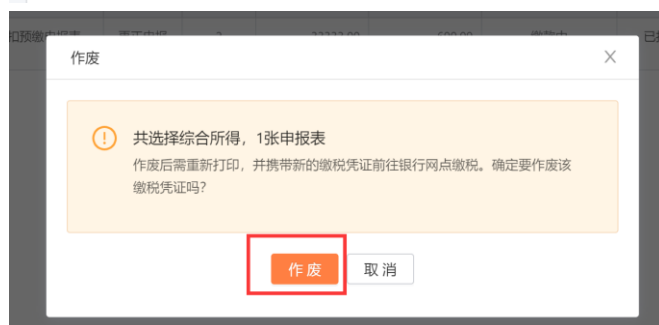 作废
共选择综合所得，1张申报表
作废后需重新打印，并携带新的缴税凭证前往银行网点缴税。确定要作废该
缴税凭证吗？
作 废
取 消